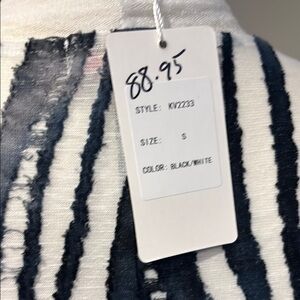 88.95
STYLE: KV2233
SIZE: S
COLOR: BLACK/WHITE